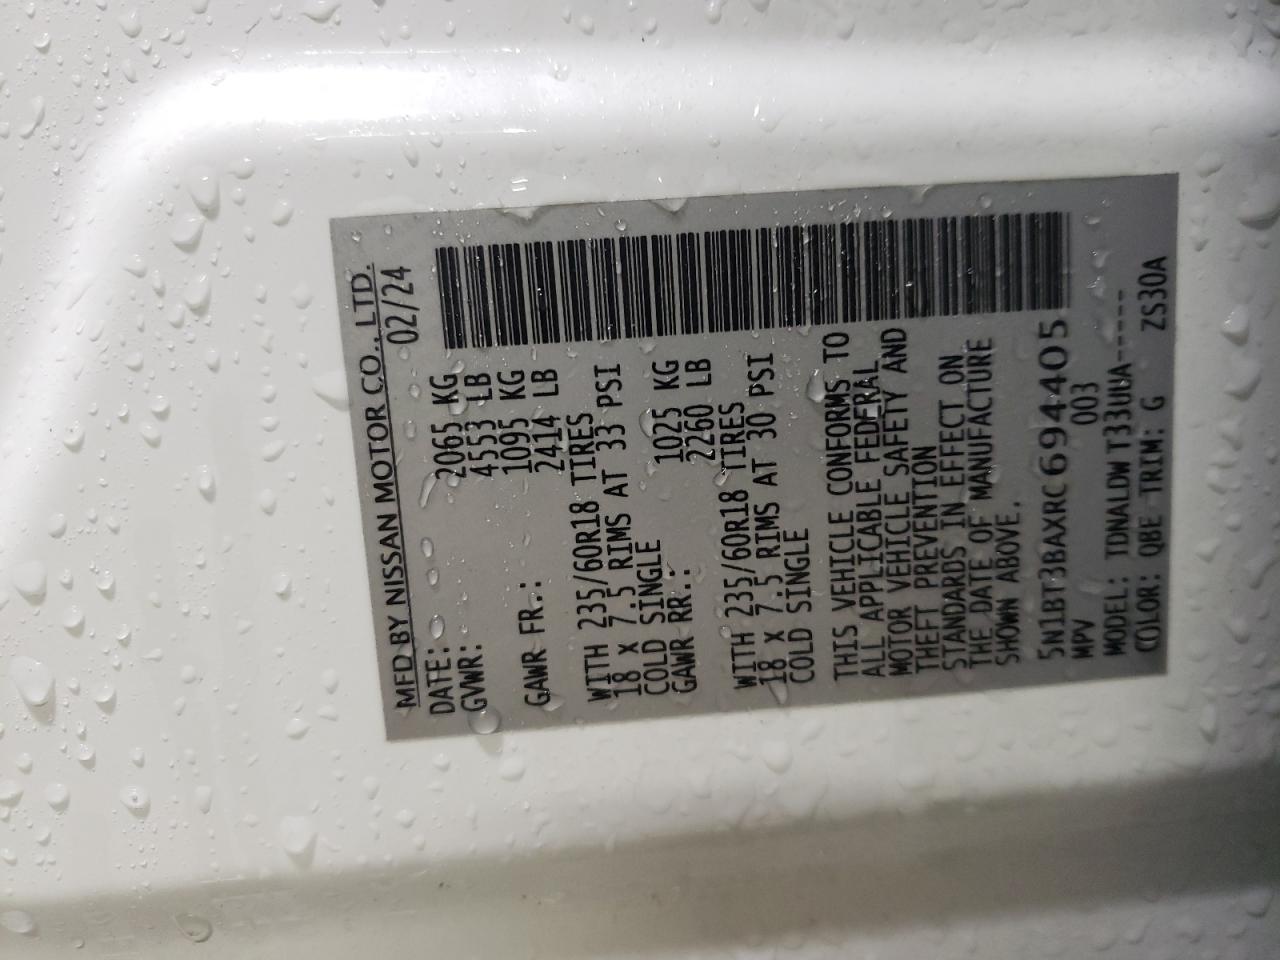 MFD BY NISSAN MOTOR CO., LTD.
DATE: 02/24
GVWR: 2065 KG
4553 LB
GAWR FR.: 1095 KG
2414 LB
WITH 235/60R18 TIRES
18 X 7.5 RIMS AT 33 PSI
COLD SINGLE
GAWR RR.: 1025 KG
2260 LB
WITH 235/60R18 TIRES
18 X 7.5 RIMS AT 30 PSI
COLD SINGLE
THIS VEHICLE CONFORMS TO
ALL APPLICABLE FEDERAL
MOTOR VEHICLE SAFETY AND
THEFT PREVENTION
STANDARDS IN EFFECT ON
THE DATE OF MANUFACTURE
SHOWN ABOVE.
5N1BT3BAXRC694405
MPV 003
MODEL: TDNALDW T33UUA-----
COLOR: QBE TRIM: G ZS30A